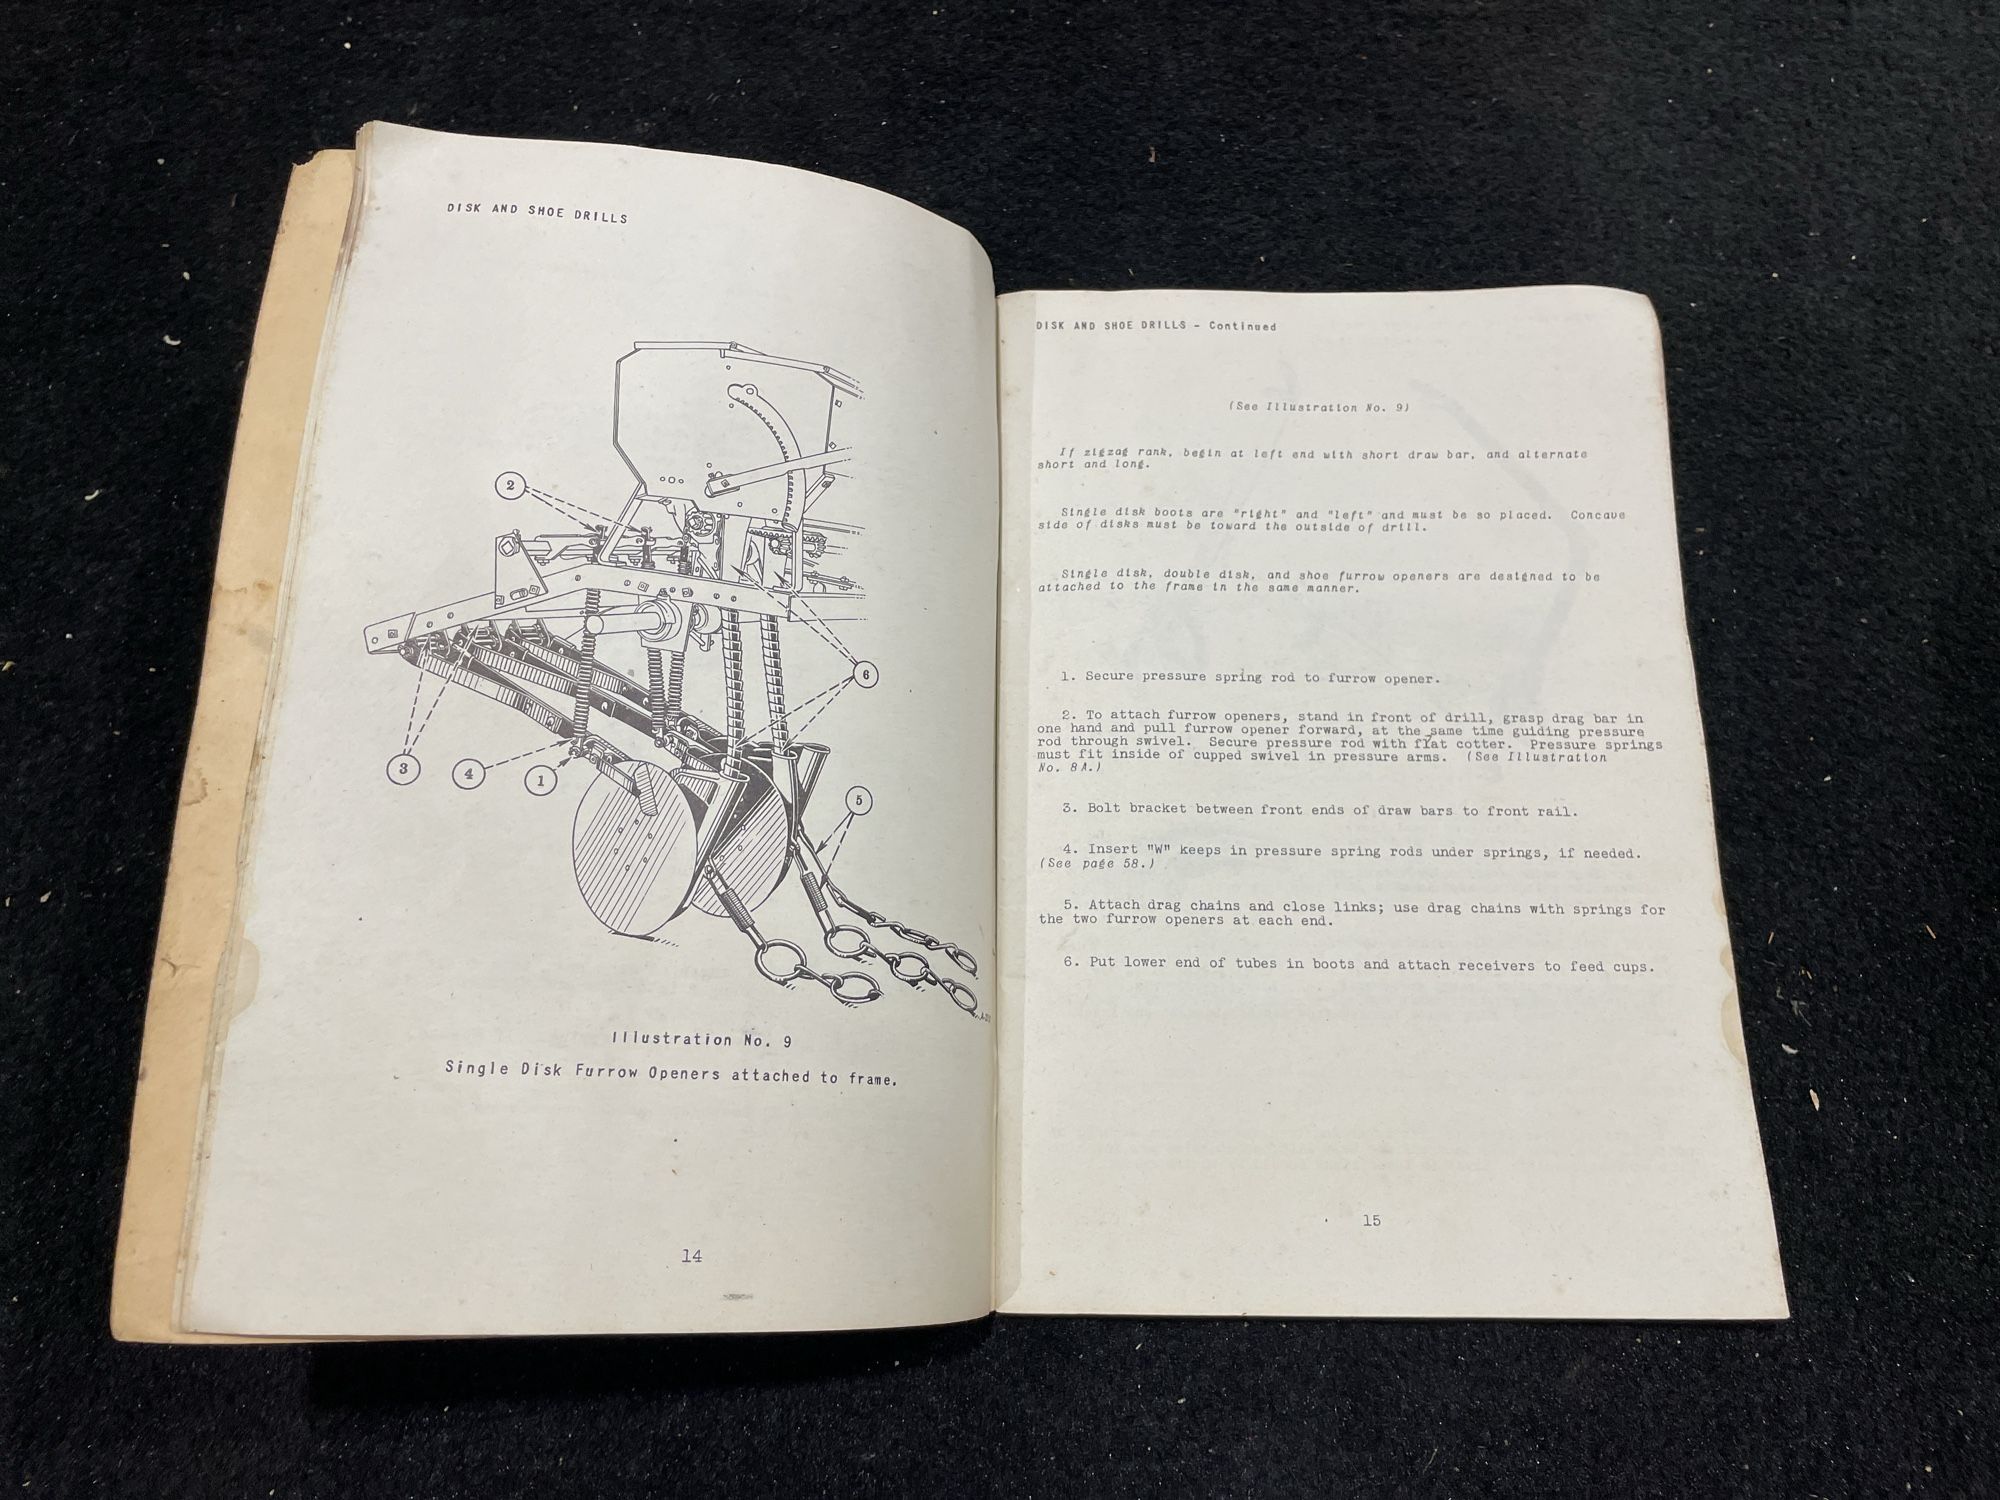 DISK AND SHOE DRILLS
2
6
3
4
1
5
Illustration No. 9
Single Disk Furrow Openers attached to frame.
14
DISK AND SHOE DRILLS - Continued
(See Illustration No. 9)
If zigzag rank, begin at left end with short draw bar, and alternate
short and long.
Single disk boots are "right" and "left" and must be so placed. Concave
side of disks must be toward the outside of drill.
Single disk, double disk, and shoe furrow openers are designed to be
attached to the frame in the same manner.
1. Secure pressure spring rod to furrow opener.
2. To attach furrow openers, stand in front of drill, grasp drag bar in
one hand and pull furrow opener forward, at the same time guiding pressure
rod through swivel. Secure pressure rod with flat cotter. Pressure springs
must fit inside of cupped swivel in pressure arms. (See Illustration
No. 8A.)
3. Bolt bracket between front ends of draw bars to front rail.
4. Insert "W" keeps in pressure spring rods under springs, if needed.
(See page 58.)
5. Attach drag chains and close links; use drag chains with springs for
the two furrow openers at each end.
6. Put lower end of tubes in boots and attach receivers to feed cups.
15